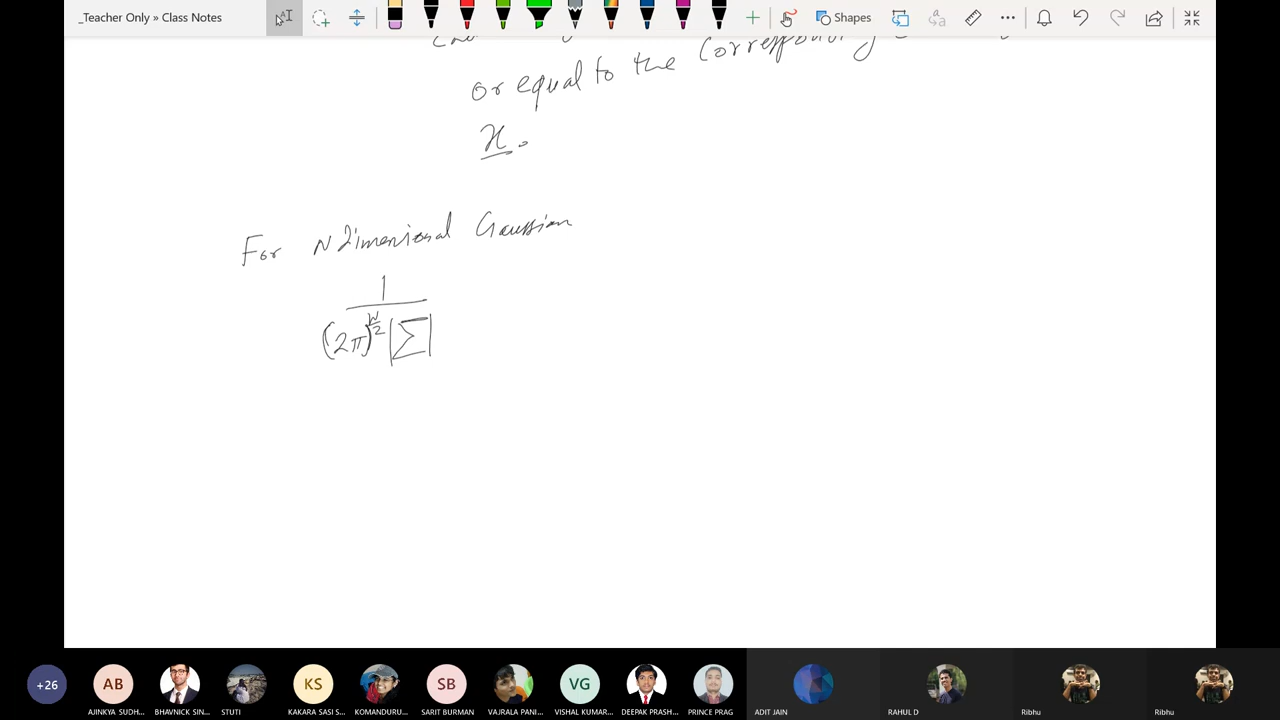 _Teacher Only » Class Notes
Shapes
or equal to the corresponding
x.
For N dimensional Gaussian
1
(2π)^N/2 |Σ|
+26
AB
KS
SB
VG
AJINKYA SUDH...
BHAVNICK SIN...
STUTI
KAKARA SASI S...
KOMANDURU...
SARIT BURMAN
VAJRALA PANI...
VISHAL KUMAR...
DEEPAK PRASH...
PRINCE PRAG
ADIT JAIN
RAHUL D
Ribhu
Ribhu